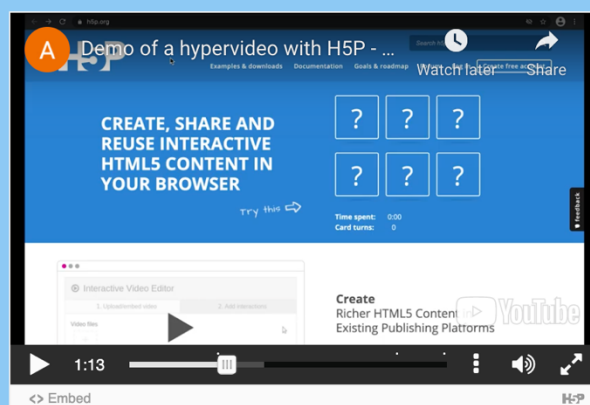 h5p.org
A
Demo of a hypervideo with H5P - ...
Watch later
Share
H5P
Examples & downloads
Documentation
Goals & roadmap
Create free account
CREATE, SHARE AND
REUSE INTERACTIVE
HTML5 CONTENT IN
YOUR BROWSER
Try this
? ? ?
? ? ?
Time spent: 0:00
Card turns: 0
feedback
Interactive Video Editor
1. Upload/embed video
2. Add interactions
Video files
Create
Richer HTML5 Content in
Existing Publishing Platforms
YouTube
1:13
<> Embed
H5P